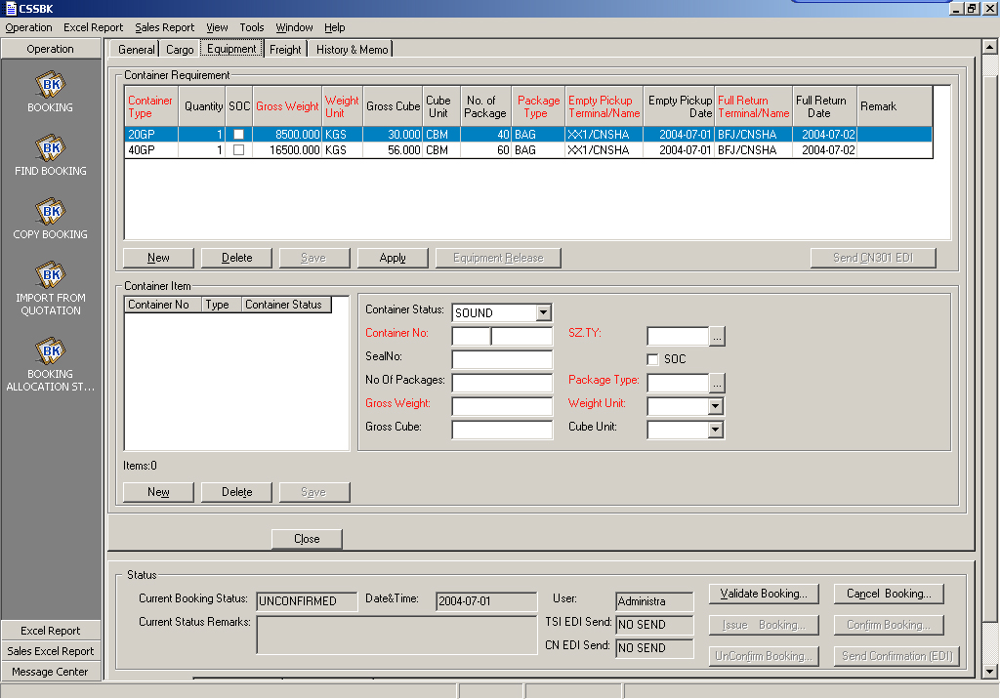 CSSBK
Operation Excel Report Sales Report View Tools Window Help
Operation
General Cargo Equipment Freight History & Memo
BK
BOOKING
BK
FIND BOOKING
BK
COPY BOOKING
BK
IMPORT FROM
QUOTATION
BK
BOOKING
ALLOCATION ST...
Excel Report
Sales Excel Report
Message Center
Container Requirement
Container Type Quantity SOC Gross Weight Weight Unit Gross Cube Cube Unit No. of Package Package Type Empty Pickup Terminal/Name Empty Pickup Date Full Return Terminal/Name Full Return Date Remark
20GP 1 8500.000 KGS 30.000 CBM 40 BAG XX1/CNSHA 2004-07-01 BFJ/CNSHA 2004-07-02
40GP 1 16500.000 KGS 56.000 CBM 60 BAG XX1/CNSHA 2004-07-01 BFJ/CNSHA 2004-07-02
New Delete Save Apply Equipment Release Send CN301 EDI
Container Item
Container No Type Container Status
Container Status: SOUND
Container No: SZ.TY: ...
SealNo: SOC
No Of Packages: Package Type: ...
Gross Weight: Weight Unit:
Gross Cube: Cube Unit:
Items:0
New Delete Save
Close
Status
Current Booking Status: UNCONFIRMED Date&Time: 2004-07-01 User: Administra Validate Booking... Cancel Booking...
Current Status Remarks: TSI EDI Send: NO SEND Issue Booking... Confirm Booking...
CN EDI Send: NO SEND UnConfirm Booking... Send Confirmation (EDI)